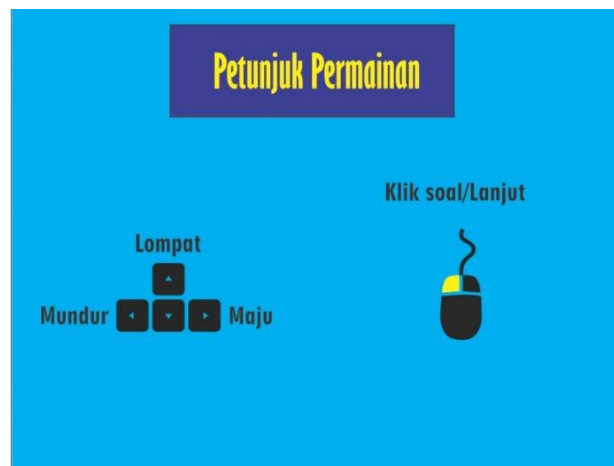 Petunjuk Permainan
Klik soal/Lanjut
Lompat
Mundur
Maju